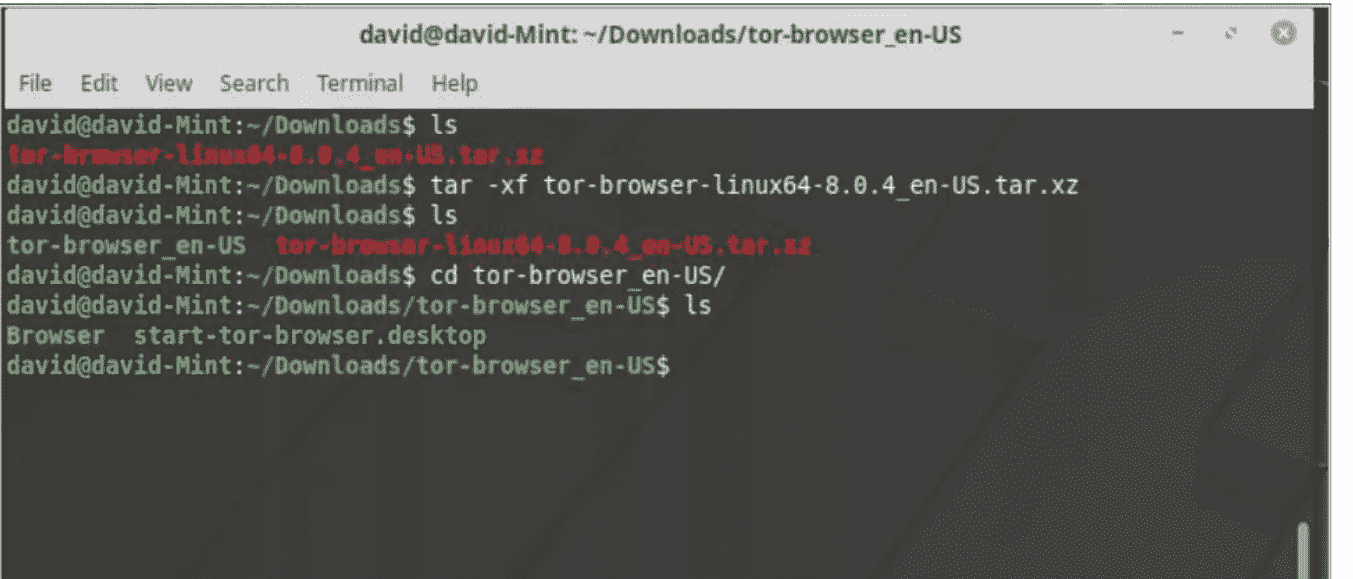 david@david-Mint: ~/Downloads/tor-browser_en-US
File Edit View Search Terminal Help
david@david-Mint:~/Downloads$ ls
tor-browser-linux64-8.0.4_en-US.tar.xz
david@david-Mint:~/Downloads$ tar -xf tor-browser-linux64-8.0.4_en-US.tar.xz
david@david-Mint:~/Downloads$ ls
tor-browser_en-US  tor-browser-linux64-8.0.4_en-US.tar.xz
david@david-Mint:~/Downloads$ cd tor-browser_en-US/
david@david-Mint:~/Downloads/tor-browser_en-US$ ls
Browser  start-tor-browser.desktop
david@david-Mint:~/Downloads/tor-browser_en-US$